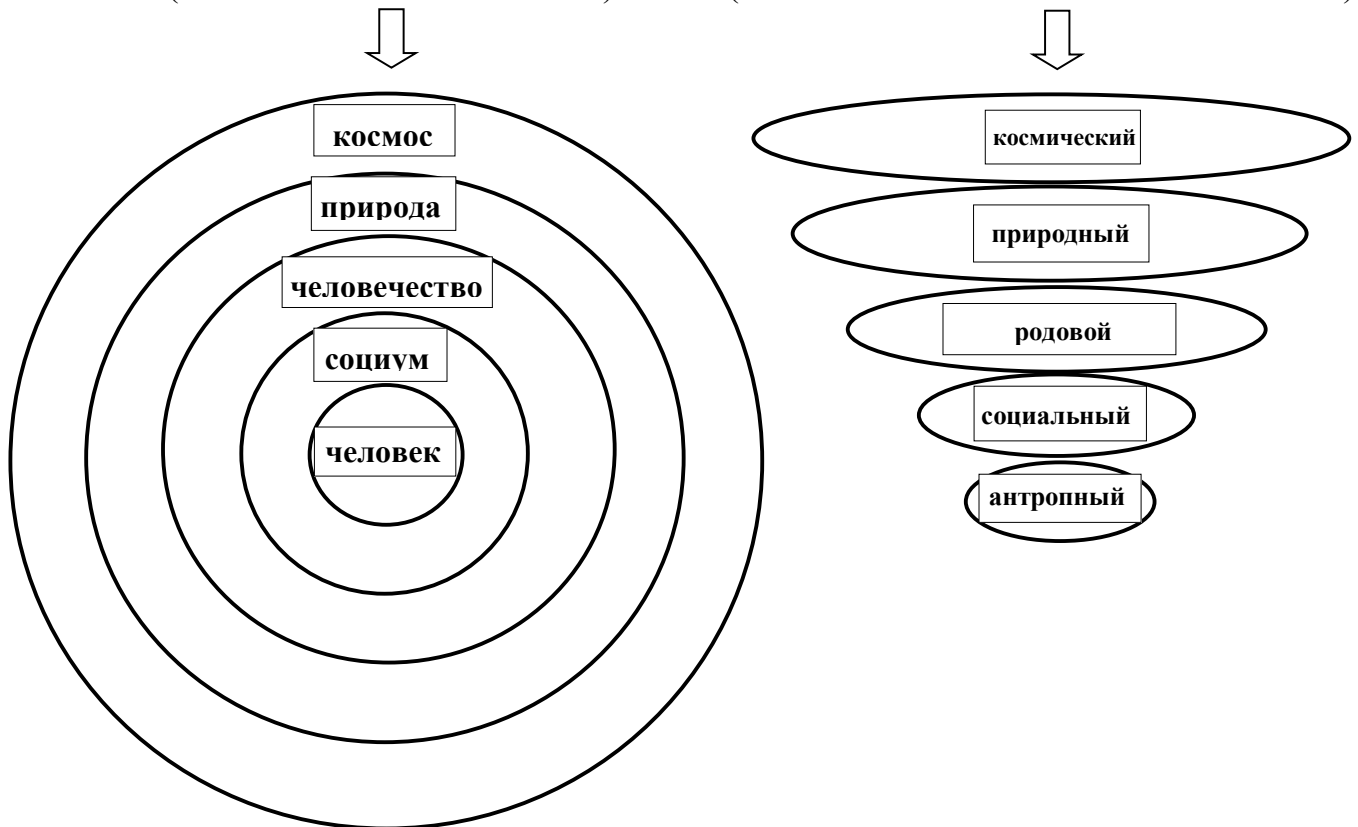 космос
природа
человечество
социум
человек
космический
природный
родовой
социальный
антропный